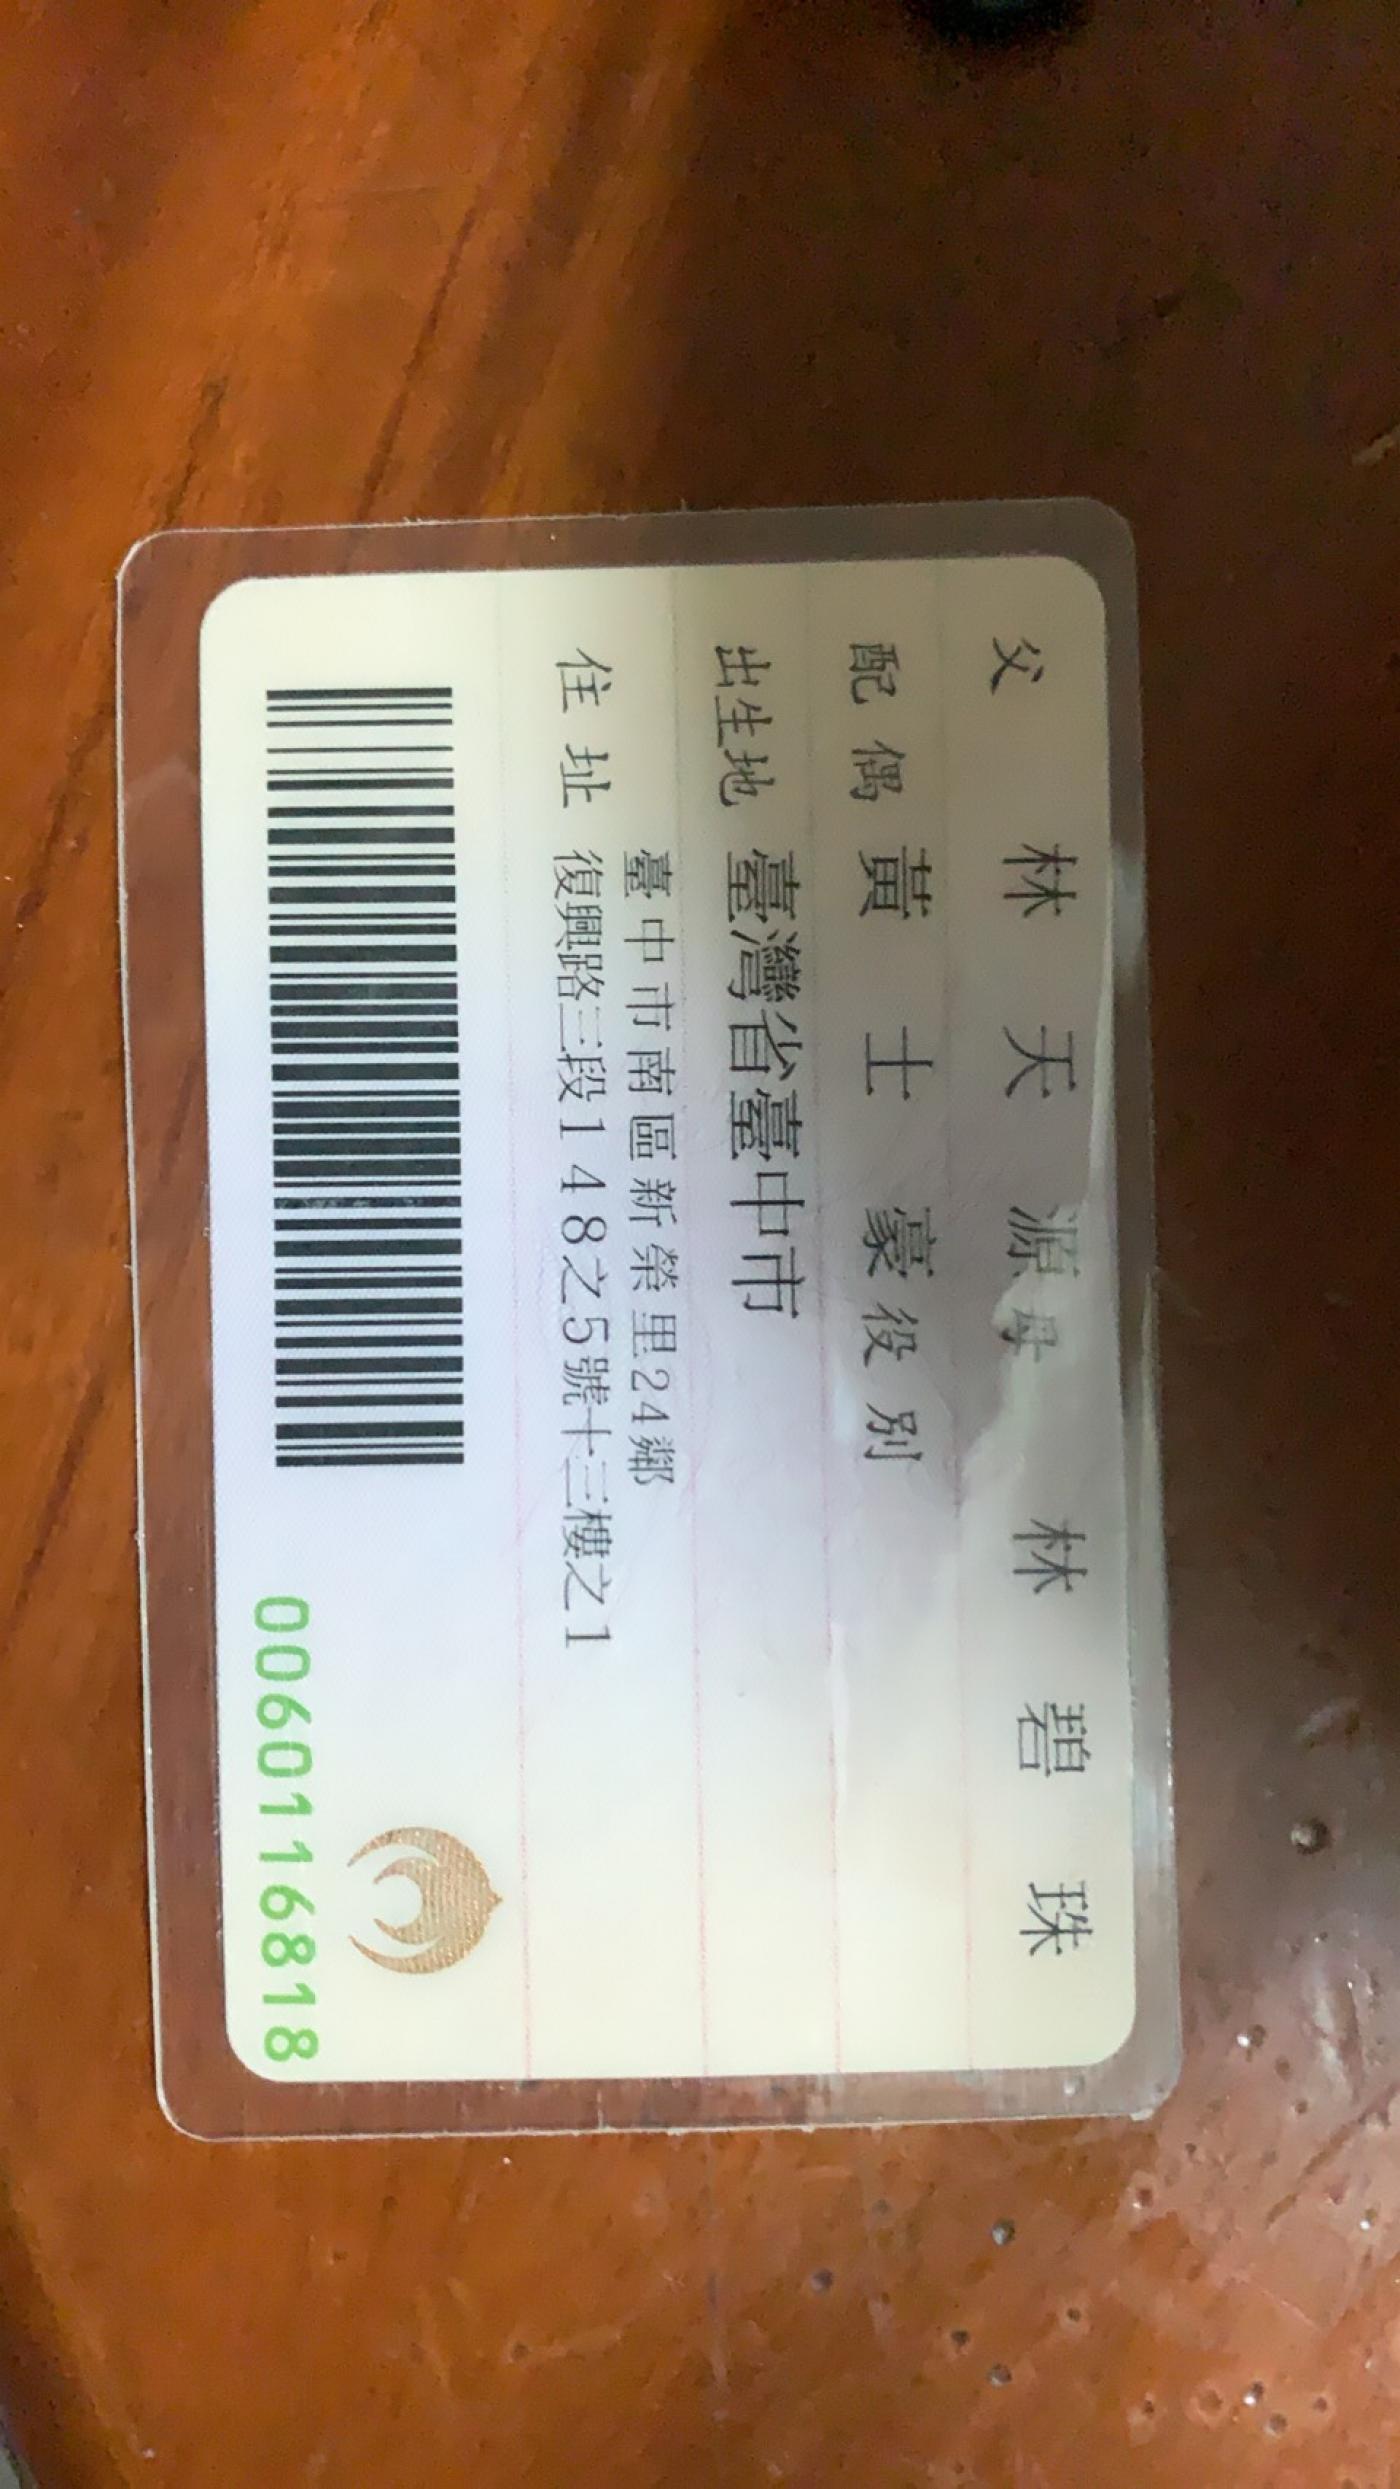 父 林天源 母 林碧珠
配偶 黃士豪 役別
出生地 臺灣省臺中市
臺中市南區新榮里24鄰
住址 復興路三段148之5號十三樓之1
0060116818